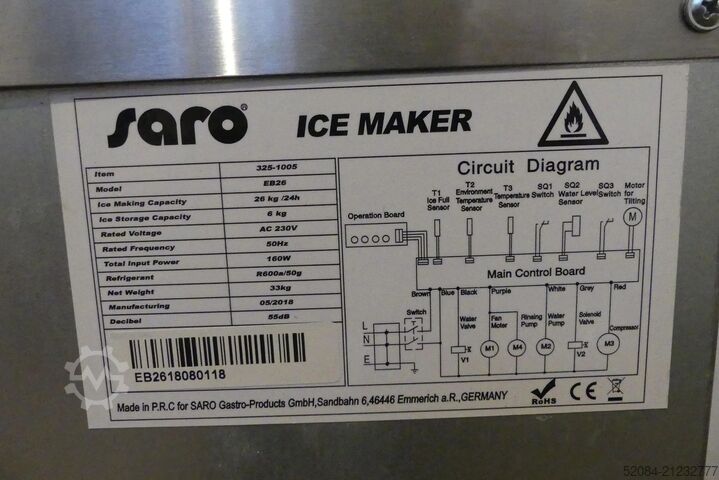 saro® ICE MAKER
Item 325-1005
Model EB26
Ice Making Capacity 26 kg /24h
Ice Storage Capacity 6 kg
Rated Voltage AC 230V
Rated Frequency 50Hz
Total Input Power 160W
Refrigerant R600a/50g
Net Weight 33kg
Manufacturing 05/2018
Decibel 55dB
EB2618080118
Circuit Diagram
Operation Board
T1 Ice Full Sensor
T2 Environment Temperature Sensor
T3 Temperature Sensor
SQ1 Switch
SQ2 Water Level Sensor
SQ3 Switch
Motor for Tilting
M
Main Control Board
Brown Blue Black Purple White Grey Red
Switch
L
N
E
Water Valve
Fan Moter
Rinsing Pump
Water Pump
Solenoid Valve
Compressor
V1 M1 M4 M2 V2 M3
Made in P.R.C for SARO Gastro-Products GmbH,Sandbahn 6,46446 Emmerich a.R.,GERMANY
RoHS CE
52084-21232777